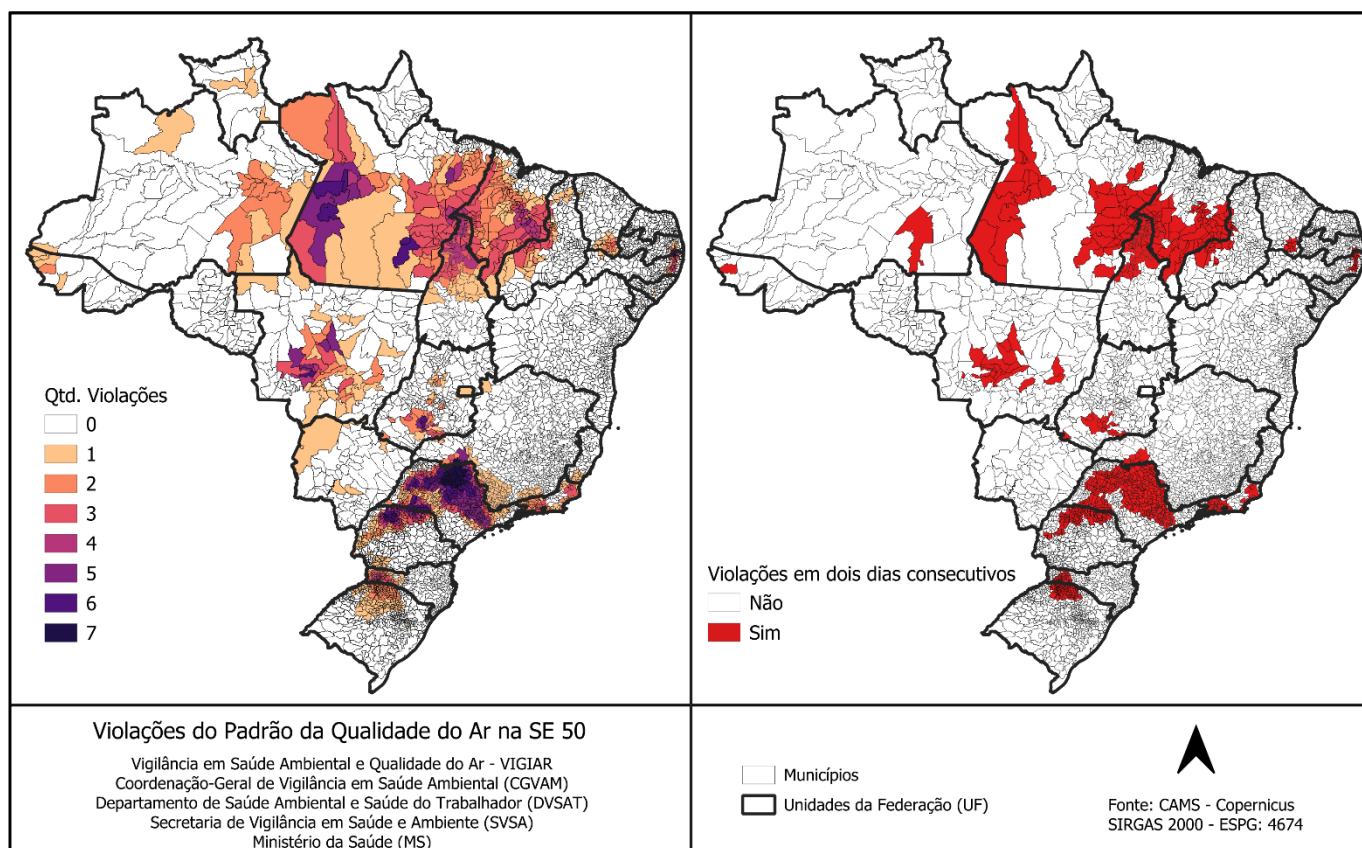 Qtd. Violações
0
1
2
3
4
5
6
7
Violações em dois dias consecutivos
Não
Sim
Violações do Padrão da Qualidade do Ar na SE 50
Vigilância em Saúde Ambiental e Qualidade do Ar - VIGIAR
Coordenação-Geral de Vigilância em Saúde Ambiental (CGVAM)
Departamento de Saúde Ambiental e Saúde do Trabalhador (DVSAT)
Secretaria de Vigilância em Saúde e Ambiente (SVSA)
Ministério da Saúde (MS)
Municípios
Unidades da Federação (UF)
Fonte: CAMS - Copernicus
SIRGAS 2000 - ESPG: 4674